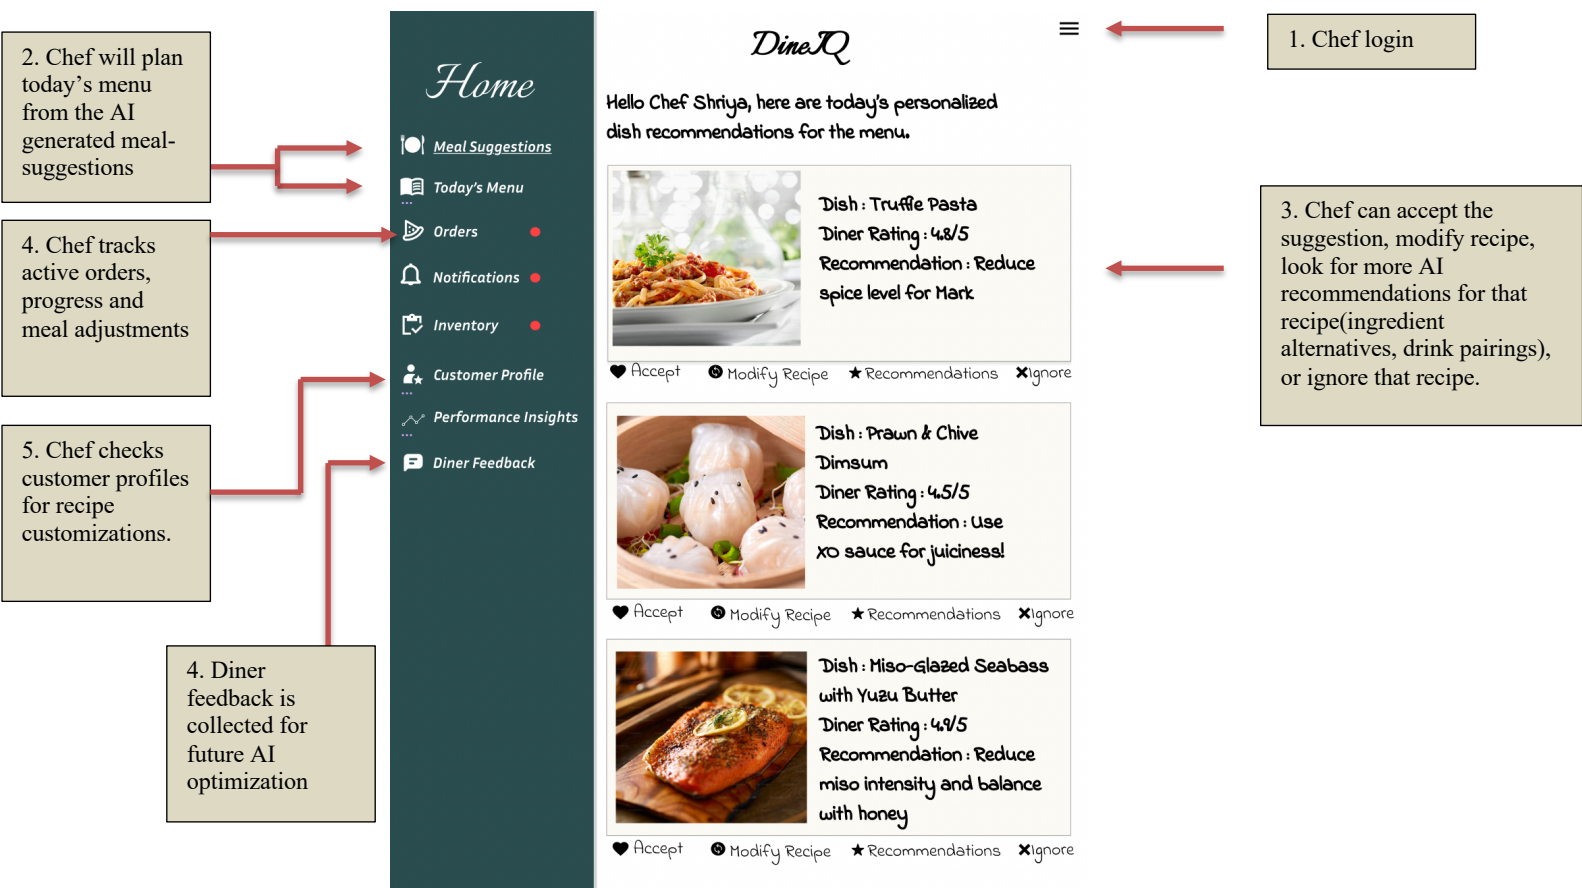 2. Chef will plan
today’s menu
from the AI
generated meal-
suggestions
4. Chef tracks
active orders,
progress and
meal adjustments
5. Chef checks
customer profiles
for recipe
customizations.
4. Diner
feedback is
collected for
future AI
optimization
Home
Meal Suggestions
Today's Menu
Orders
Notifications
Inventory
Customer Profile
Performance Insights
Diner Feedback
DineIQ
Hello Chef Shriya, here are today's personalized
dish recommendations for the menu.
Dish : Truffle Pasta
Diner Rating : 4.8/5
Recommendation : Reduce
spice level for Mark
Accept Modify Recipe Recommendations Ignore
Dish : Prawn & Chive
Dimsum
Diner Rating : 4.5/5
Recommendation : Use
XO sauce for juiciness!
Accept Modify Recipe Recommendations Ignore
Dish : Miso-Glazed Seabass
with Yuzu Butter
Diner Rating : 4.9/5
Recommendation : Reduce
miso intensity and balance
with honey
Accept Modify Recipe Recommendations Ignore
1. Chef login
3. Chef can accept the
suggestion, modify recipe,
look for more AI
recommendations for that
recipe(ingredient
alternatives, drink pairings),
or ignore that recipe.